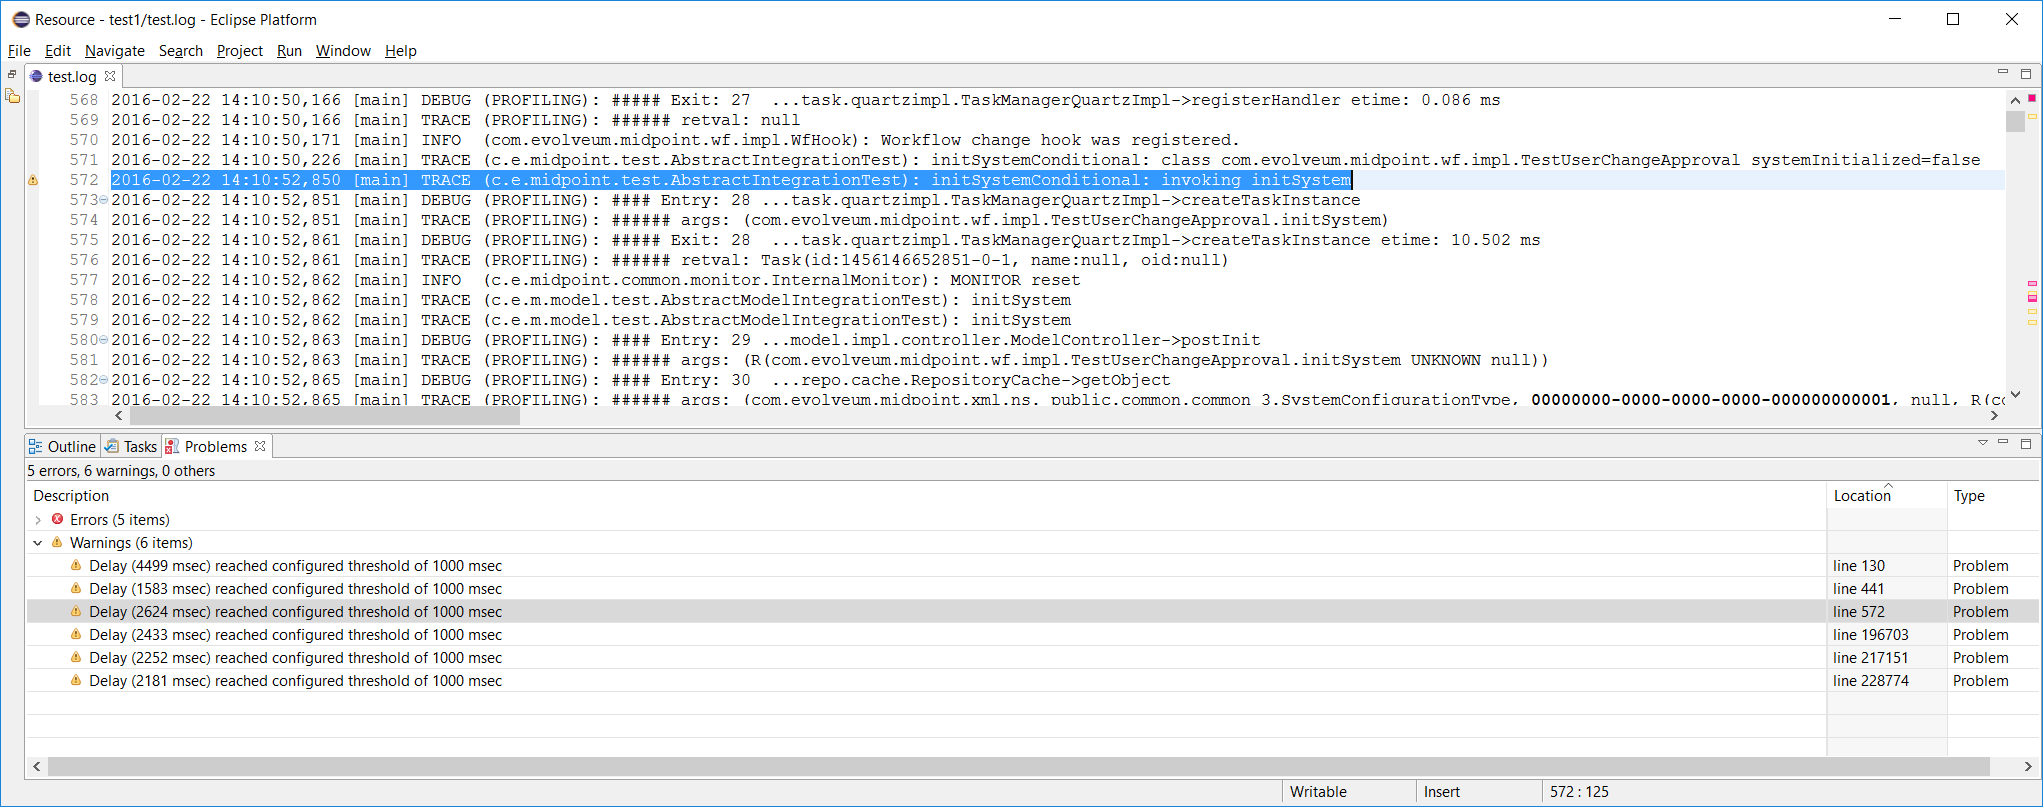 Resource - test1/test.log - Eclipse Platform
File Edit Navigate Search Project Run Window Help
test.log
568 2016-02-22 14:10:50,166 [main] DEBUG (PROFILING): ##### Exit: 27  ...task.quartzimpl.TaskManagerQuartzImpl->registerHandler etime: 0.086 ms
569 2016-02-22 14:10:50,166 [main] TRACE (PROFILING): ###### retval: null
570 2016-02-22 14:10:50,171 [main] INFO  (com.evolveum.midpoint.wf.impl.WfHook): Workflow change hook was registered.
571 2016-02-22 14:10:50,226 [main] TRACE (c.e.midpoint.test.AbstractIntegrationTest): initSystemConditional: class com.evolveum.midpoint.wf.impl.TestUserChangeApproval systemInitialized=false
572 2016-02-22 14:10:52,850 [main] TRACE (c.e.midpoint.test.AbstractIntegrationTest): initSystemConditional: invoking initSystem
573 2016-02-22 14:10:52,851 [main] DEBUG (PROFILING): #### Entry: 28 ...task.quartzimpl.TaskManagerQuartzImpl->createTaskInstance
574 2016-02-22 14:10:52,851 [main] TRACE (PROFILING): ###### args: (com.evolveum.midpoint.wf.impl.TestUserChangeApproval.initSystem)
575 2016-02-22 14:10:52,861 [main] DEBUG (PROFILING): ##### Exit: 28  ...task.quartzimpl.TaskManagerQuartzImpl->createTaskInstance etime: 10.502 ms
576 2016-02-22 14:10:52,861 [main] TRACE (PROFILING): ###### retval: Task(id:1456146652851-0-1, name:null, oid:null)
577 2016-02-22 14:10:52,862 [main] INFO  (c.e.midpoint.common.monitor.InternalMonitor): MONITOR reset
578 2016-02-22 14:10:52,862 [main] TRACE (c.e.m.model.test.AbstractModelIntegrationTest): initSystem
579 2016-02-22 14:10:52,862 [main] TRACE (c.e.m.model.test.AbstractModelIntegrationTest): initSystem
580 2016-02-22 14:10:52,863 [main] DEBUG (PROFILING): #### Entry: 29 ...model.impl.controller.ModelController->postInit
581 2016-02-22 14:10:52,863 [main] TRACE (PROFILING): ###### args: (R(com.evolveum.midpoint.wf.impl.TestUserChangeApproval.initSystem UNKNOWN null))
582 2016-02-22 14:10:52,865 [main] DEBUG (PROFILING): #### Entry: 30  ...repo.cache.RepositoryCache->getObject
583 2016-02-22 14:10:52,865 [main] TRACE (PROFILING): ###### args: (com.evolveum.midpoint.xml.ns._public.common.common_3.SystemConfigurationType, 00000000-0000-0000-0000-000000000001, null, R(co
Outline Tasks Problems
5 errors, 6 warnings, 0 others
Description Location Type
Errors (5 items)
Warnings (6 items)
Delay (4499 msec) reached configured threshold of 1000 msec line 130 Problem
Delay (1583 msec) reached configured threshold of 1000 msec line 441 Problem
Delay (2624 msec) reached configured threshold of 1000 msec line 572 Problem
Delay (2433 msec) reached configured threshold of 1000 msec line 196703 Problem
Delay (2252 msec) reached configured threshold of 1000 msec line 217151 Problem
Delay (2181 msec) reached configured threshold of 1000 msec line 228774 Problem
Writable Insert 572 : 125